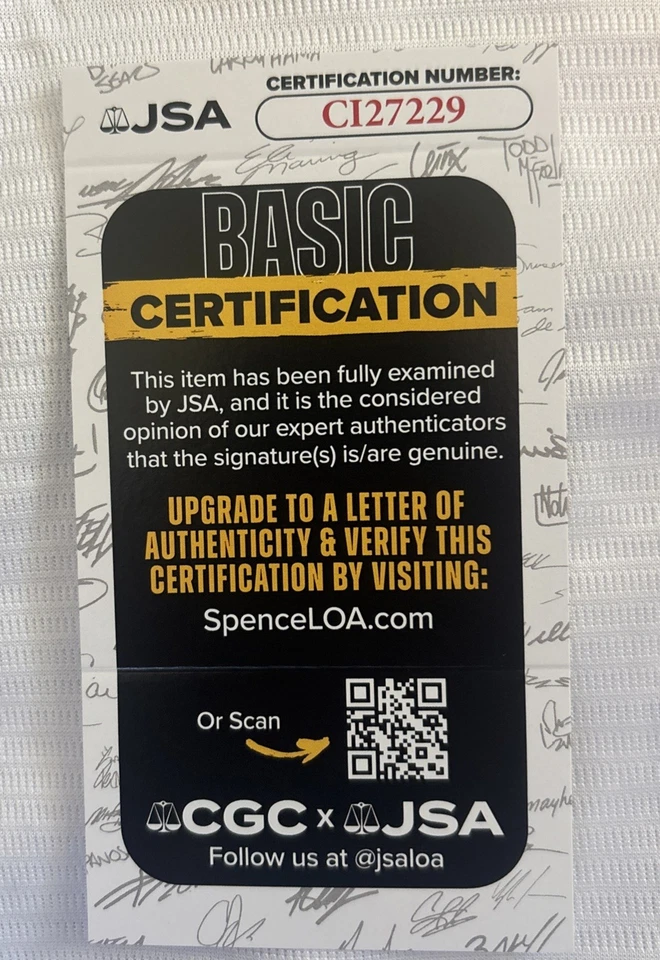 CERTIFICATION NUMBER:
JSA CI27229
BASIC
CERTIFICATION
This item has been fully examined
by JSA, and it is the considered
opinion of our expert authenticators
that the signature(s) is/are genuine.
UPGRADE TO A LETTER OF
AUTHENTICITY & VERIFY THIS
CERTIFICATION BY VISITING:
SpenceLOA.com
Or Scan
CGC x JSA
Follow us at @jsaloa